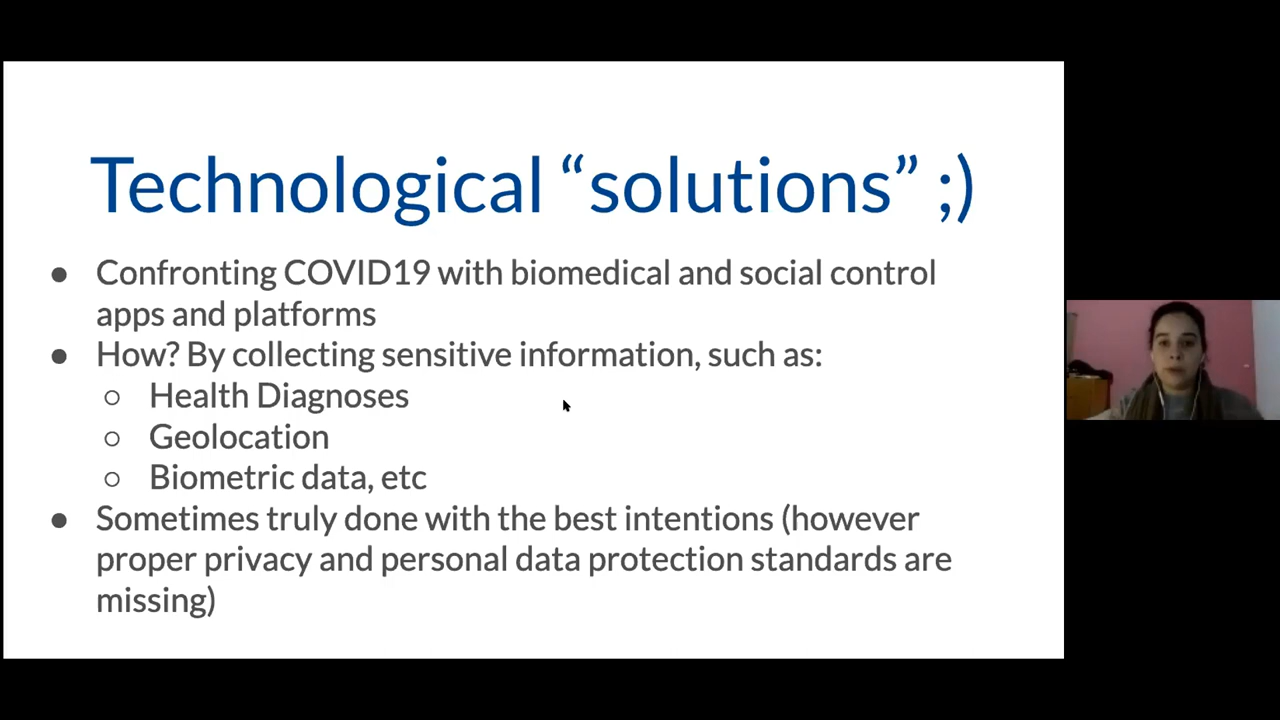 Technological “solutions” ;)
● Confronting COVID19 with biomedical and social control
apps and platforms
● How? By collecting sensitive information, such as:
○ Health Diagnoses
○ Geolocation
○ Biometric data, etc
● Sometimes truly done with the best intentions (however
proper privacy and personal data protection standards are
missing)